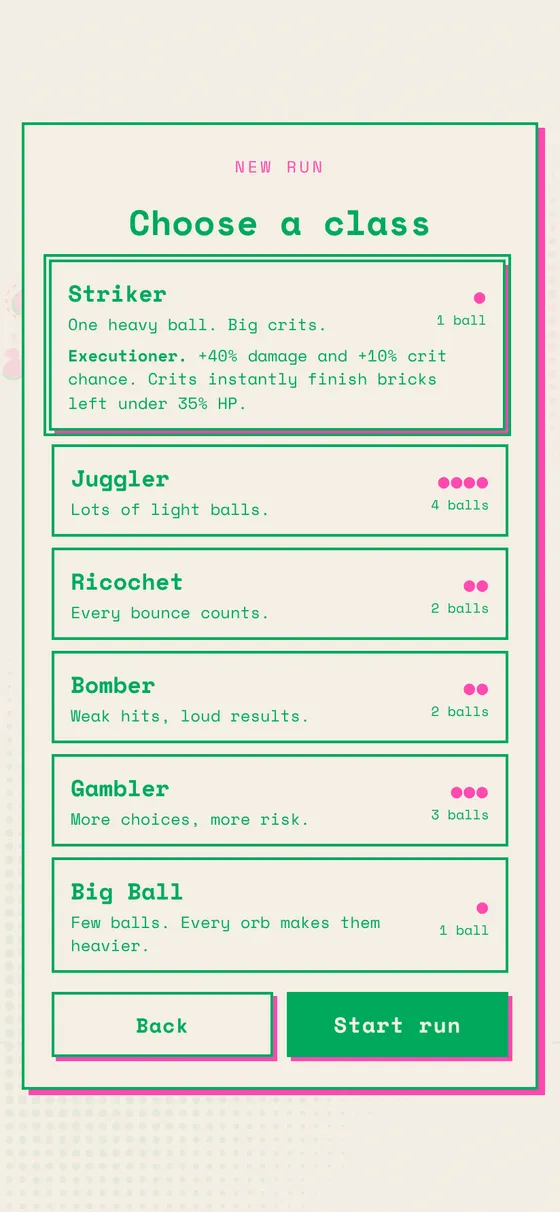 NEW RUN
Choose a class
Striker
One heavy ball. Big crits.
1 ball
Executioner. +40% damage and +10% crit
chance. Crits instantly finish bricks
left under 35% HP.
Juggler
Lots of light balls.
4 balls
Ricochet
Every bounce counts.
2 balls
Bomber
Weak hits, loud results.
2 balls
Gambler
More choices, more risk.
3 balls
Big Ball
Few balls. Every orb makes them
heavier.
1 ball
Back
Start run